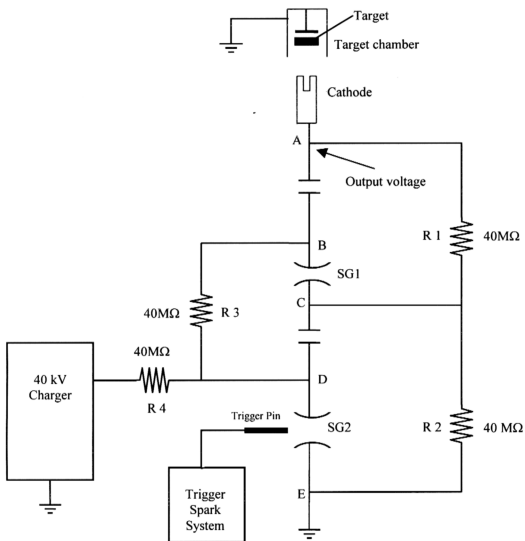 Target
Target chamber
Cathode
A
Output voltage
R 1
40MΩ
B
SG1
40MΩ
R 3
C
40MΩ
40 kV
Charger
R 4
D
Trigger Pin
SG2
R 2
40 MΩ
Trigger
Spark
System
E